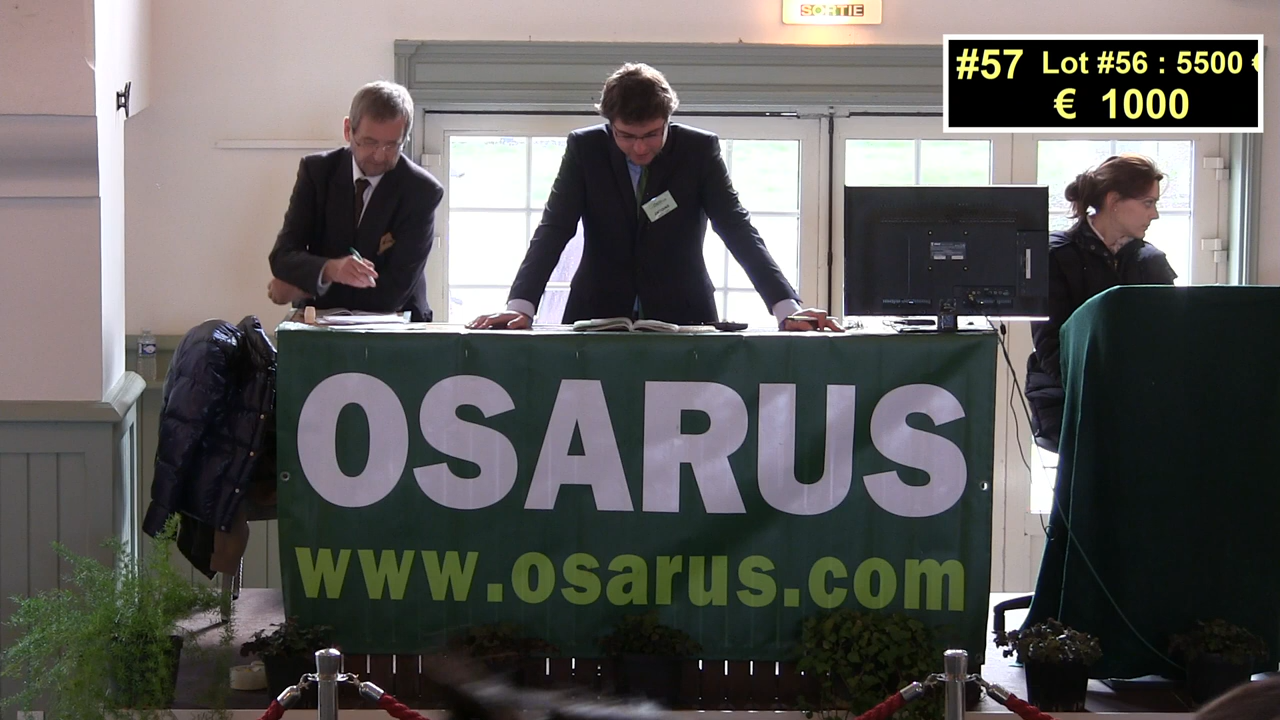 SORTIE
#57 Lot #56 : 5500 €
€ 1000
OSARUS
www.osarus.com